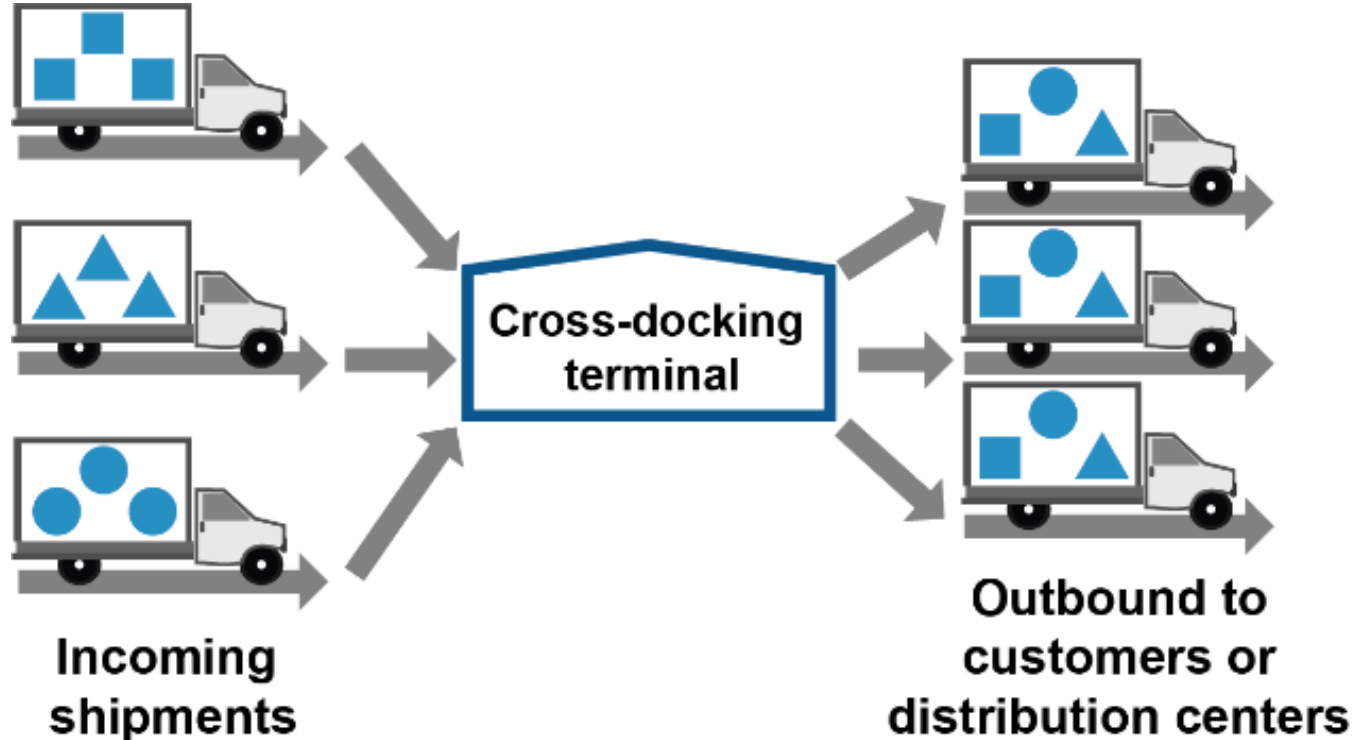 Cross-docking
terminal
Incoming
shipments
Outbound to
customers or
distribution centers